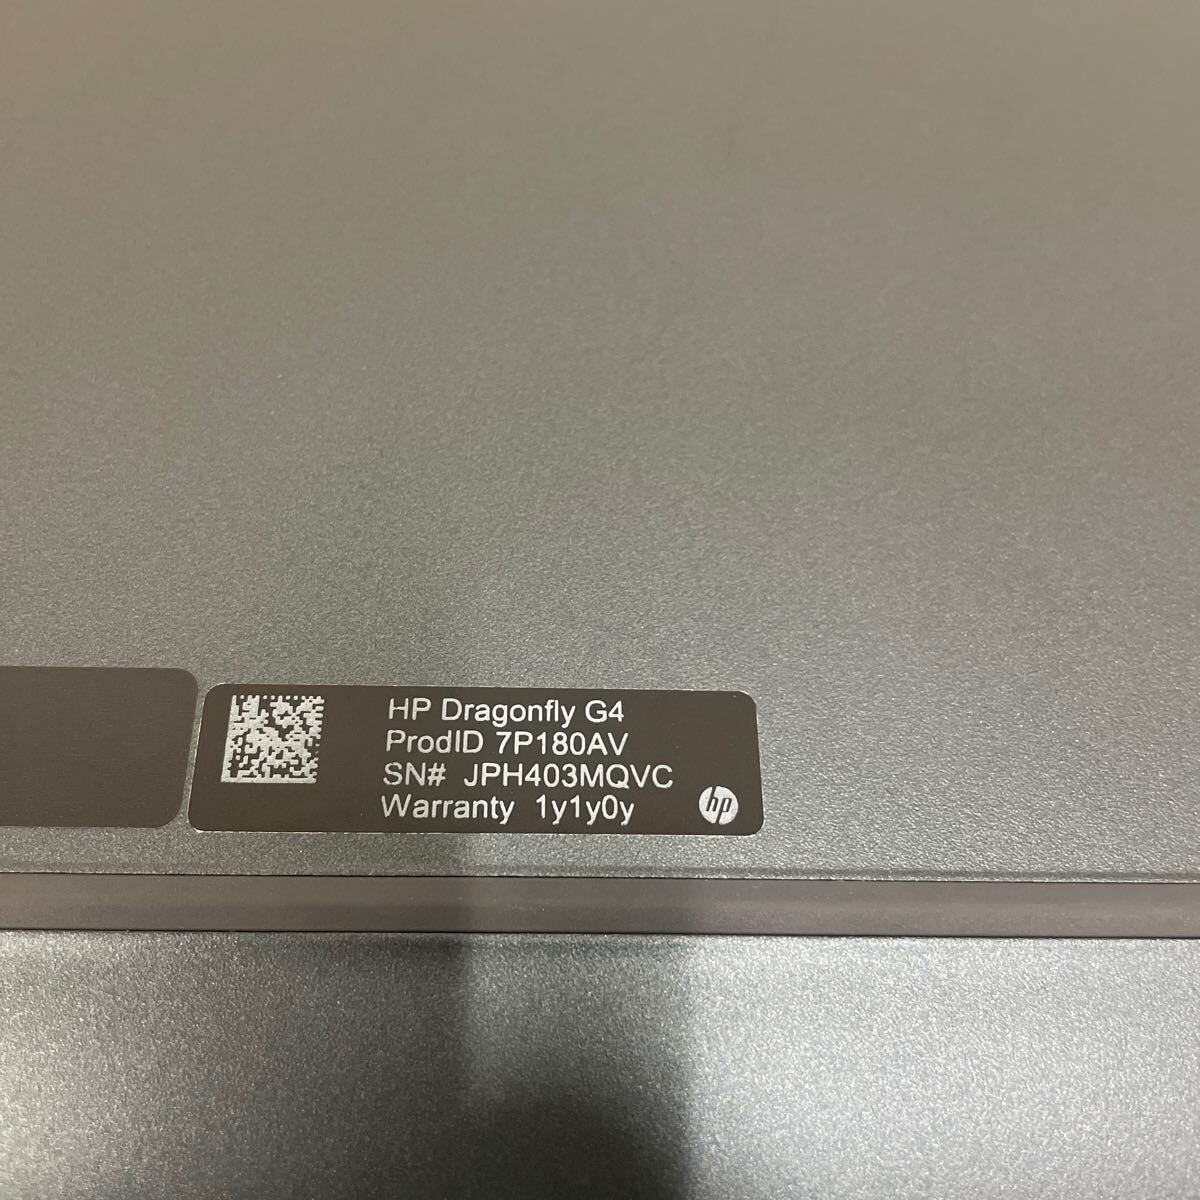 HP Dragonfly G4
ProdID 7P180AV
SN# JPH403MQVC
Warranty 1y1y0y
hp